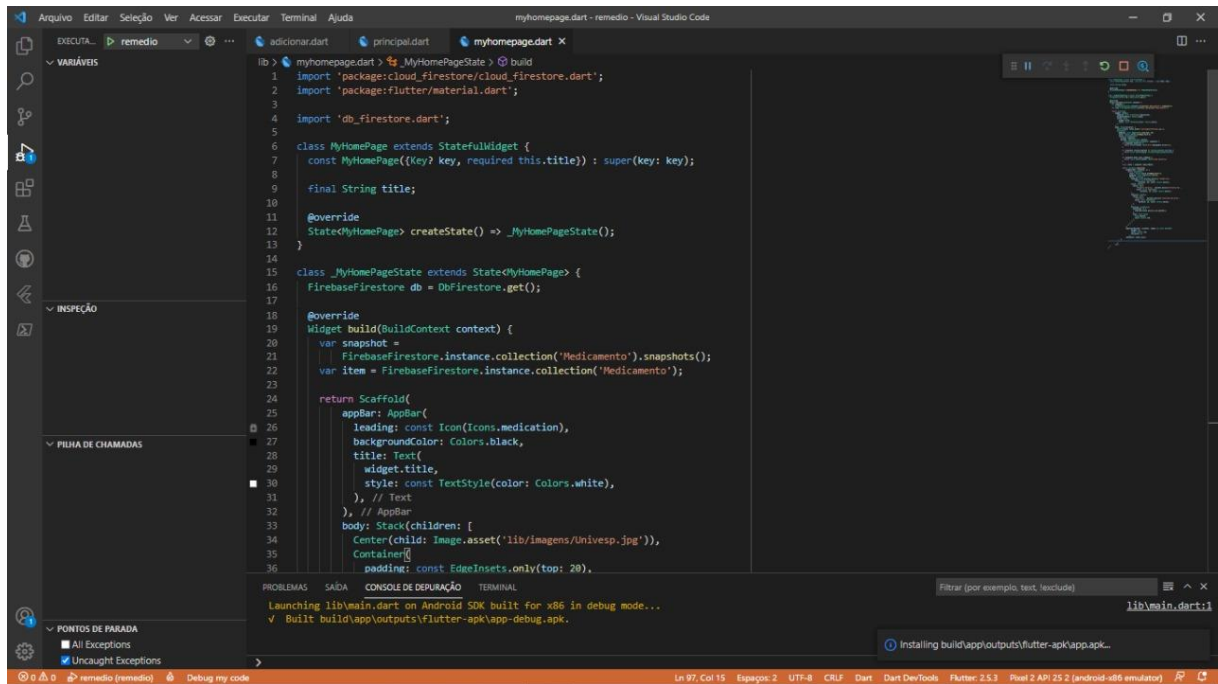 Arquivo Editar Seleção Ver Acessar Executar Terminal Ajuda
myhomepage.dart - remedio - Visual Studio Code
EXECUTA... remedio
adicionar.dart principal.dart myhomepage.dart
VARIÁVEIS
INSPEÇÃO
PILHA DE CHAMADAS
PONTOS DE PARADA
All Exceptions
Uncaught Exceptions
lib > myhomepage.dart > _MyHomePageState > build
1 import 'package:cloud_firestore/cloud_firestore.dart';
2 import 'package:flutter/material.dart';
3
4 import 'db_firestore.dart';
5
6 class MyHomePage extends StatefulWidget {
7 const MyHomePage({Key? key, required this.title}) : super(key: key);
8
9 final String title;
10
11 @override
12 State<MyHomePage> createState() => _MyHomePageState();
13 }
14
15 class _MyHomePageState extends State<MyHomePage> {
16 FirebaseFirestore db = DbFirestore.get();
17
18 @override
19 Widget build(BuildContext context) {
20 var snapshot =
21 FirebaseFirestore.instance.collection('Medicamento').snapshots();
22 var item = FirebaseFirestore.instance.collection('Medicamento');
23
24 return Scaffold(
25 appBar: AppBar(
26 leading: const Icon(Icons.medication),
27 backgroundColor: Colors.black,
28 title: Text(
29 widget.title,
30 style: const TextStyle(color: Colors.white),
31 ), // Text
32 ), // AppBar
33 body: Stack(children: [
34 Center(child: Image.asset('lib/imagens/Univesp.jpg')),
35 Container(
36 padding: const EdgeInsets.only(top: 20),
PROBLEMAS SAÍDA CONSOLE DE DEPURAÇÃO TERMINAL
Filtrar (por exemplo, text, !exclude)
Launching lib\main.dart on Android SDK built for x86 in debug mode...
lib\main.dart:1
√ Built build\app\outputs\flutter-apk\app-debug.apk.
Installing build\app\outputs\flutter-apk\app.apk...
0 0 remedio (remedio) Debug my code
Ln 97, Col 15 Espaços: 2 UTF-8 CRLF Dart Dart DevTools Flutter: 2.5.3 Pixel 2 API 25 2 (android-x86 emulator)